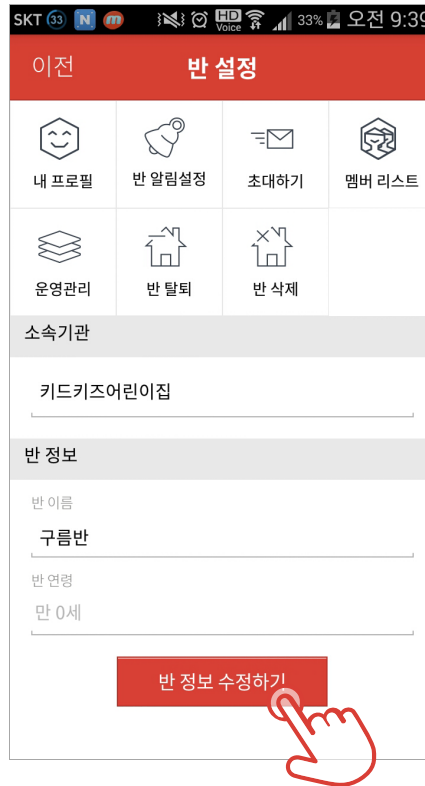 SKT 33 N m HD Voice 33% 오전 9:39
이전 반 설정
내 프로필 반 알림설정 초대하기 멤버 리스트
운영관리 반 탈퇴 반 삭제
소속기관
키드키즈어린이집
반 정보
반 이름
구름반
반 연령
만 0세
반 정보 수정하기